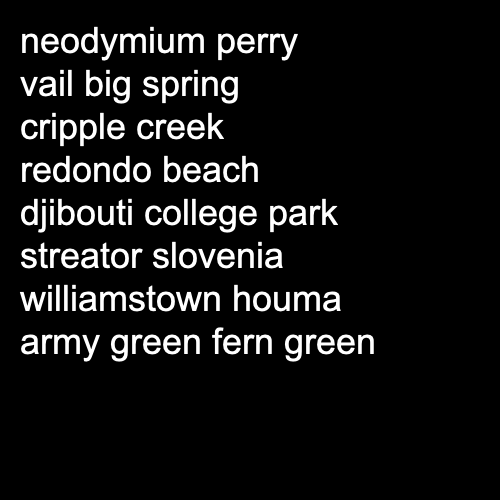 neodymium perry
vail big spring
cripple creek
redondo beach
djibouti college park
streator slovenia
williamstown houma
army green fern green